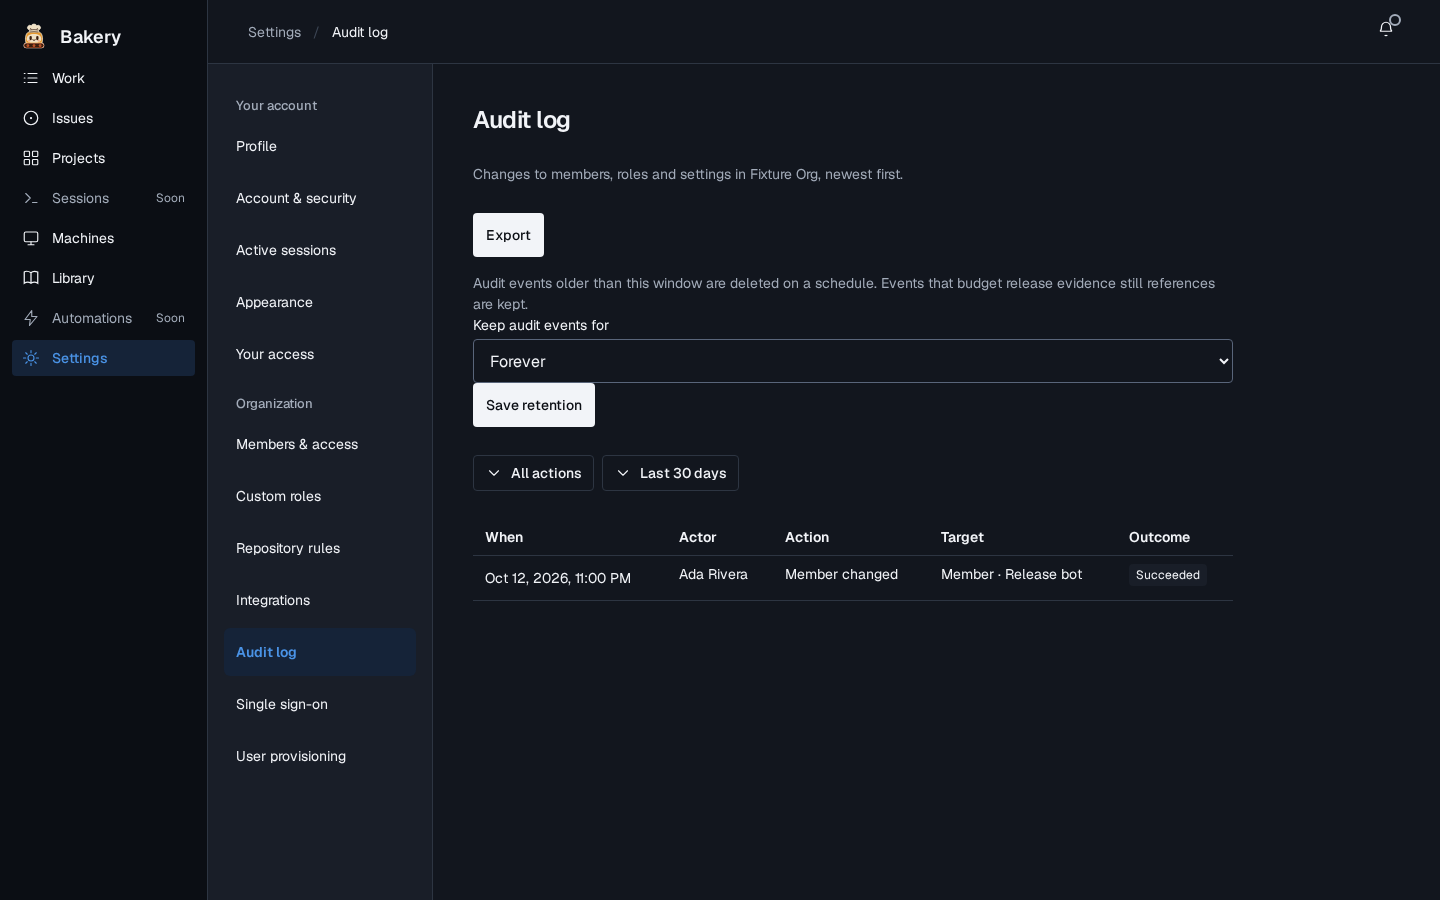 Bakery
Work
Issues
Projects
Sessions Soon
Machines
Library
Automations Soon
Settings
Settings / Audit log
Your account
Profile
Account & security
Active sessions
Appearance
Your access
Organization
Members & access
Custom roles
Repository rules
Integrations
Audit log
Single sign-on
User provisioning
Audit log
Changes to members, roles and settings in Fixture Org, newest first.
Export
Audit events older than this window are deleted on a schedule. Events that budget release evidence still references
are kept.
Keep audit events for
Forever
Save retention
All actions Last 30 days
When Actor Action Target Outcome
Oct 12, 2026, 11:00 PM Ada Rivera Member changed Member · Release bot Succeeded